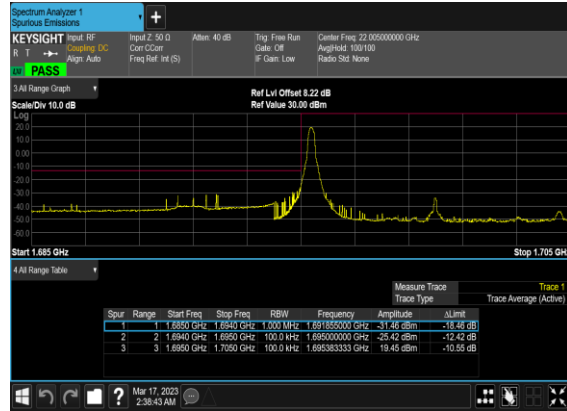 Spectrum Analyzer 1
Spurious Emissions
+
KEYSIGHT Input: RF Input Z: 50 Ω Atten: 40 dB Trig: Free Run Center Freq: 22.005000000 GHz
R T Coupling: DC Corr CCorr Gate: Off Avg|Hold: 100/100
Align: Auto Freq Ref: Int (S) IF Gain: Low Radio Std: None
PASS
3 All Range Graph Ref Lvl Offset 8.22 dB
Scale/Div 10.0 dB Ref Value 30.00 dBm
Log
20.0
10.0
0.00
-10.0
-20.0
-30.0
-40.0
-50.0
-60.0
Start 1.685 GHz Stop 1.705 GH
4 All Range Table
Measure Trace Trace 1
Trace Type Trace Average (Active)
Spur Range Start Freq Stop Freq RBW Frequency Amplitude ΔLimit
1 1 1.6850 GHz 1.6940 GHz 1.000 MHz 1.691855000 GHz -31.46 dBm -18.46 dB
2 2 1.6940 GHz 1.6950 GHz 100.0 kHz 1.695000000 GHz -25.42 dBm -12.42 dB
3 3 1.6950 GHz 1.7050 GHz 100.0 kHz 1.695383333 GHz 19.45 dBm -10.55 dB
? Mar 17, 2023
2:38:43 AM